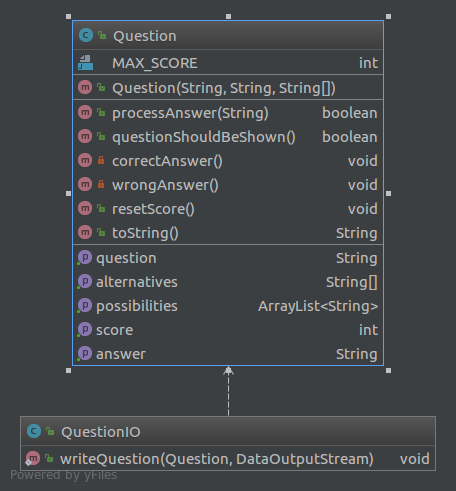 Question
MAX_SCORE int
Question(String, String, String[])
processAnswer(String) boolean
questionShouldBeShown() boolean
correctAnswer() void
wrongAnswer() void
resetScore() void
toString() String
question String
alternatives String[]
possibilities ArrayList<String>
score int
answer String
QuestionIO
writeQuestion(Question, DataOutputStream) void
Powered by yFiles